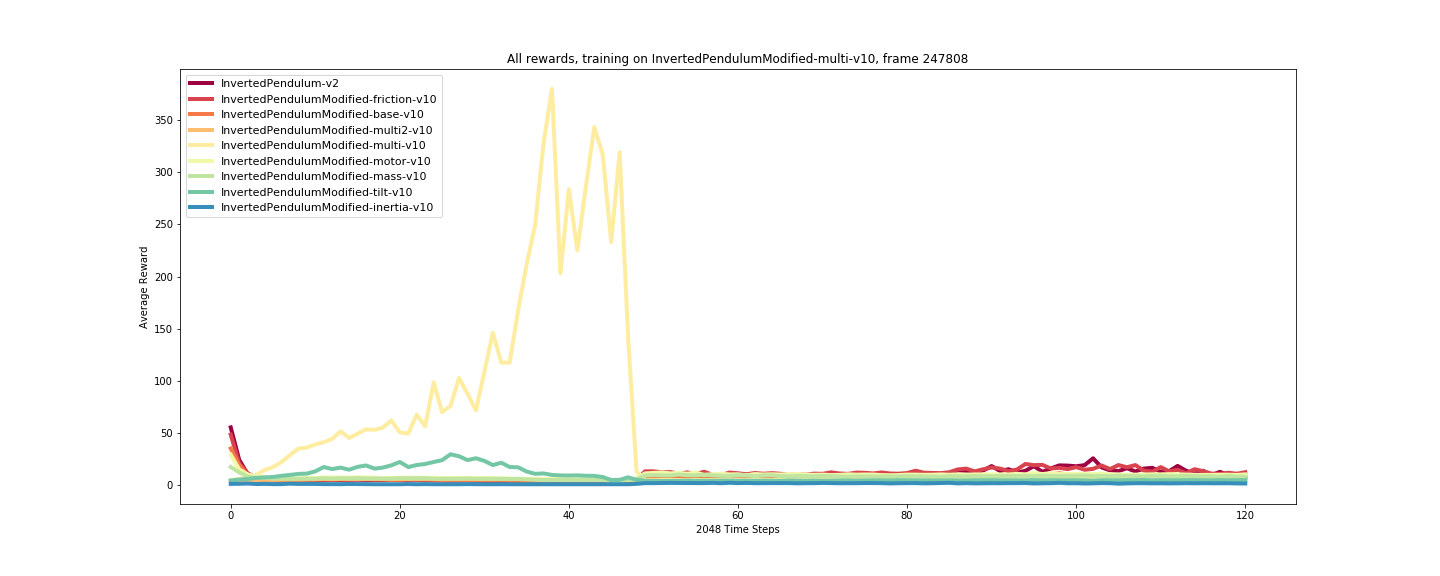 All rewards, training on InvertedPendulumModified-multi-v10, frame 247808
InvertedPendulum-v2
InvertedPendulumModified-friction-v10
InvertedPendulumModified-base-v10
InvertedPendulumModified-multi2-v10
InvertedPendulumModified-multi-v10
InvertedPendulumModified-motor-v10
InvertedPendulumModified-mass-v10
InvertedPendulumModified-tilt-v10
InvertedPendulumModified-inertia-v10
Average Reward
350
300
250
200
150
100
50
0
0 20 40 60 80 100 120
2048 Time Steps